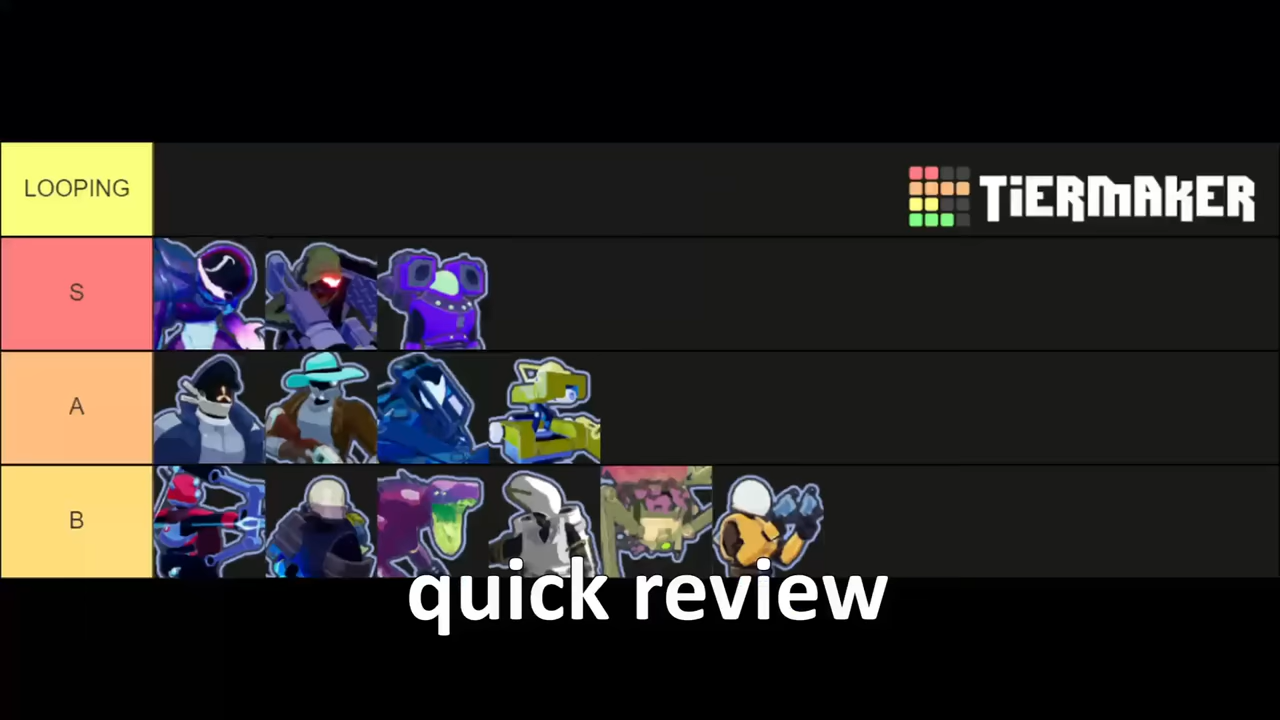 LOOPING
TiERMAKER
S
A
B
quick review